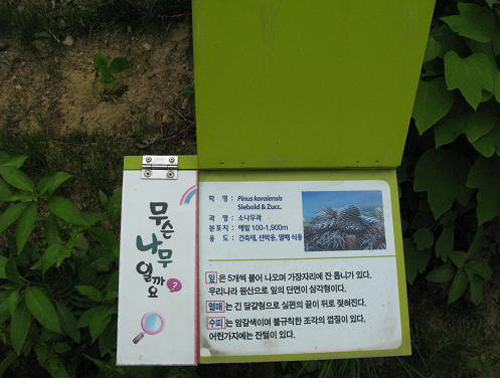 무슨
나무
일까
요?
학 명 : Pinus koraiensis
Siebold & Zucc.
과 명 : 소나무과
분포지 : 해발 100-1,900m
용 도 : 건축재, 선박용, 열매 식용
잎 은 5개씩 붙어 나오며 가장자리에 잔 톱니가 있다.
우리나라 원산으로 잎의 단면이 삼각형이다.
열매 는 긴 달걀형으로 실편의 끝이 뒤로 젖혀진다.
수피 는 암갈색이며 불규칙한 조각의 껍질이 있다.
어린가지에는 잔털이 있다.